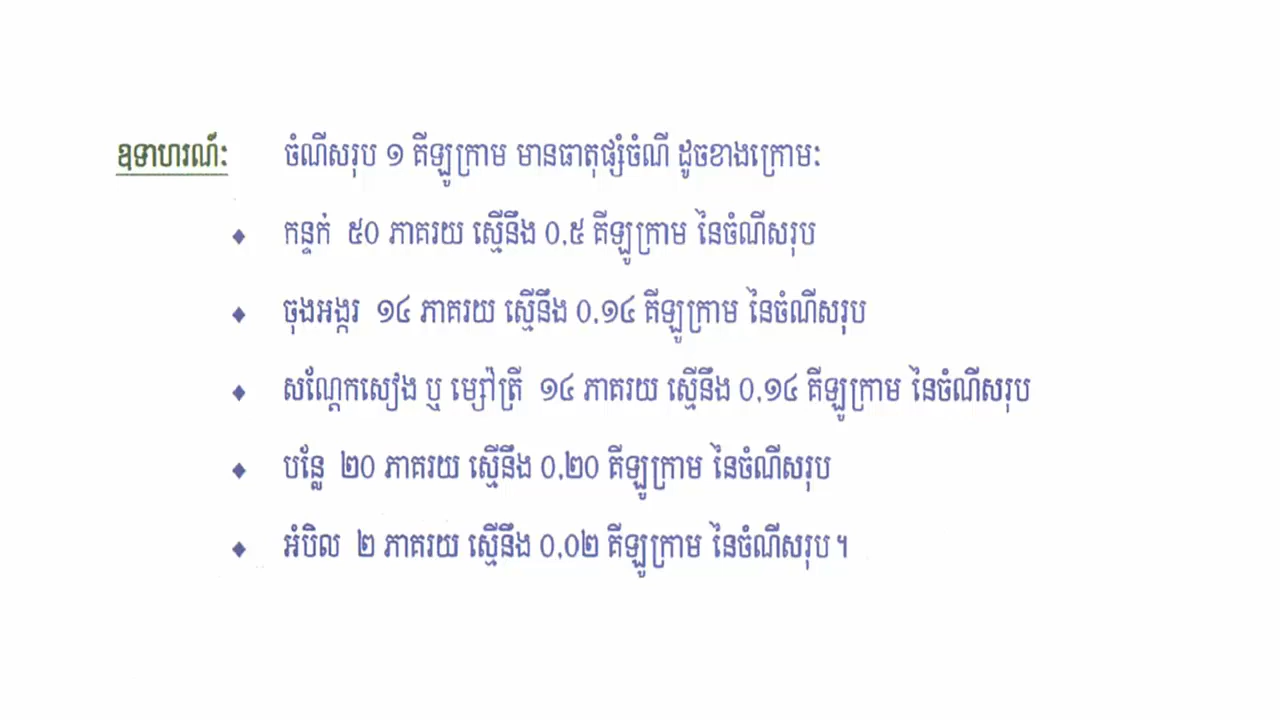 ឧទាហរណ៍: ចំណីសរុប ១ គីឡូក្រាម មានធាតុផ្សំចំណី ដូចខាងក្រោម:
♦ កន្ទក់ ៥០ ភាគរយ ស្មើនឹង ០,៥ គីឡូក្រាម នៃចំណីសរុប
♦ ចុងអង្ករ ១៤ ភាគរយ ស្មើនឹង ០,១៤ គីឡូក្រាម នៃចំណីសរុប
♦ សណ្ដែកសៀង ឬ ម្សៅត្រី ១៤ ភាគរយ ស្មើនឹង ០,១៤ គីឡូក្រាម នៃចំណីសរុប
♦ បន្លែ ២០ ភាគរយ ស្មើនឹង ០,២០ គីឡូក្រាម នៃចំណីសរុប
♦ អំបិល ២ ភាគរយ ស្មើនឹង ០,០២ គីឡូក្រាម នៃចំណីសរុប។